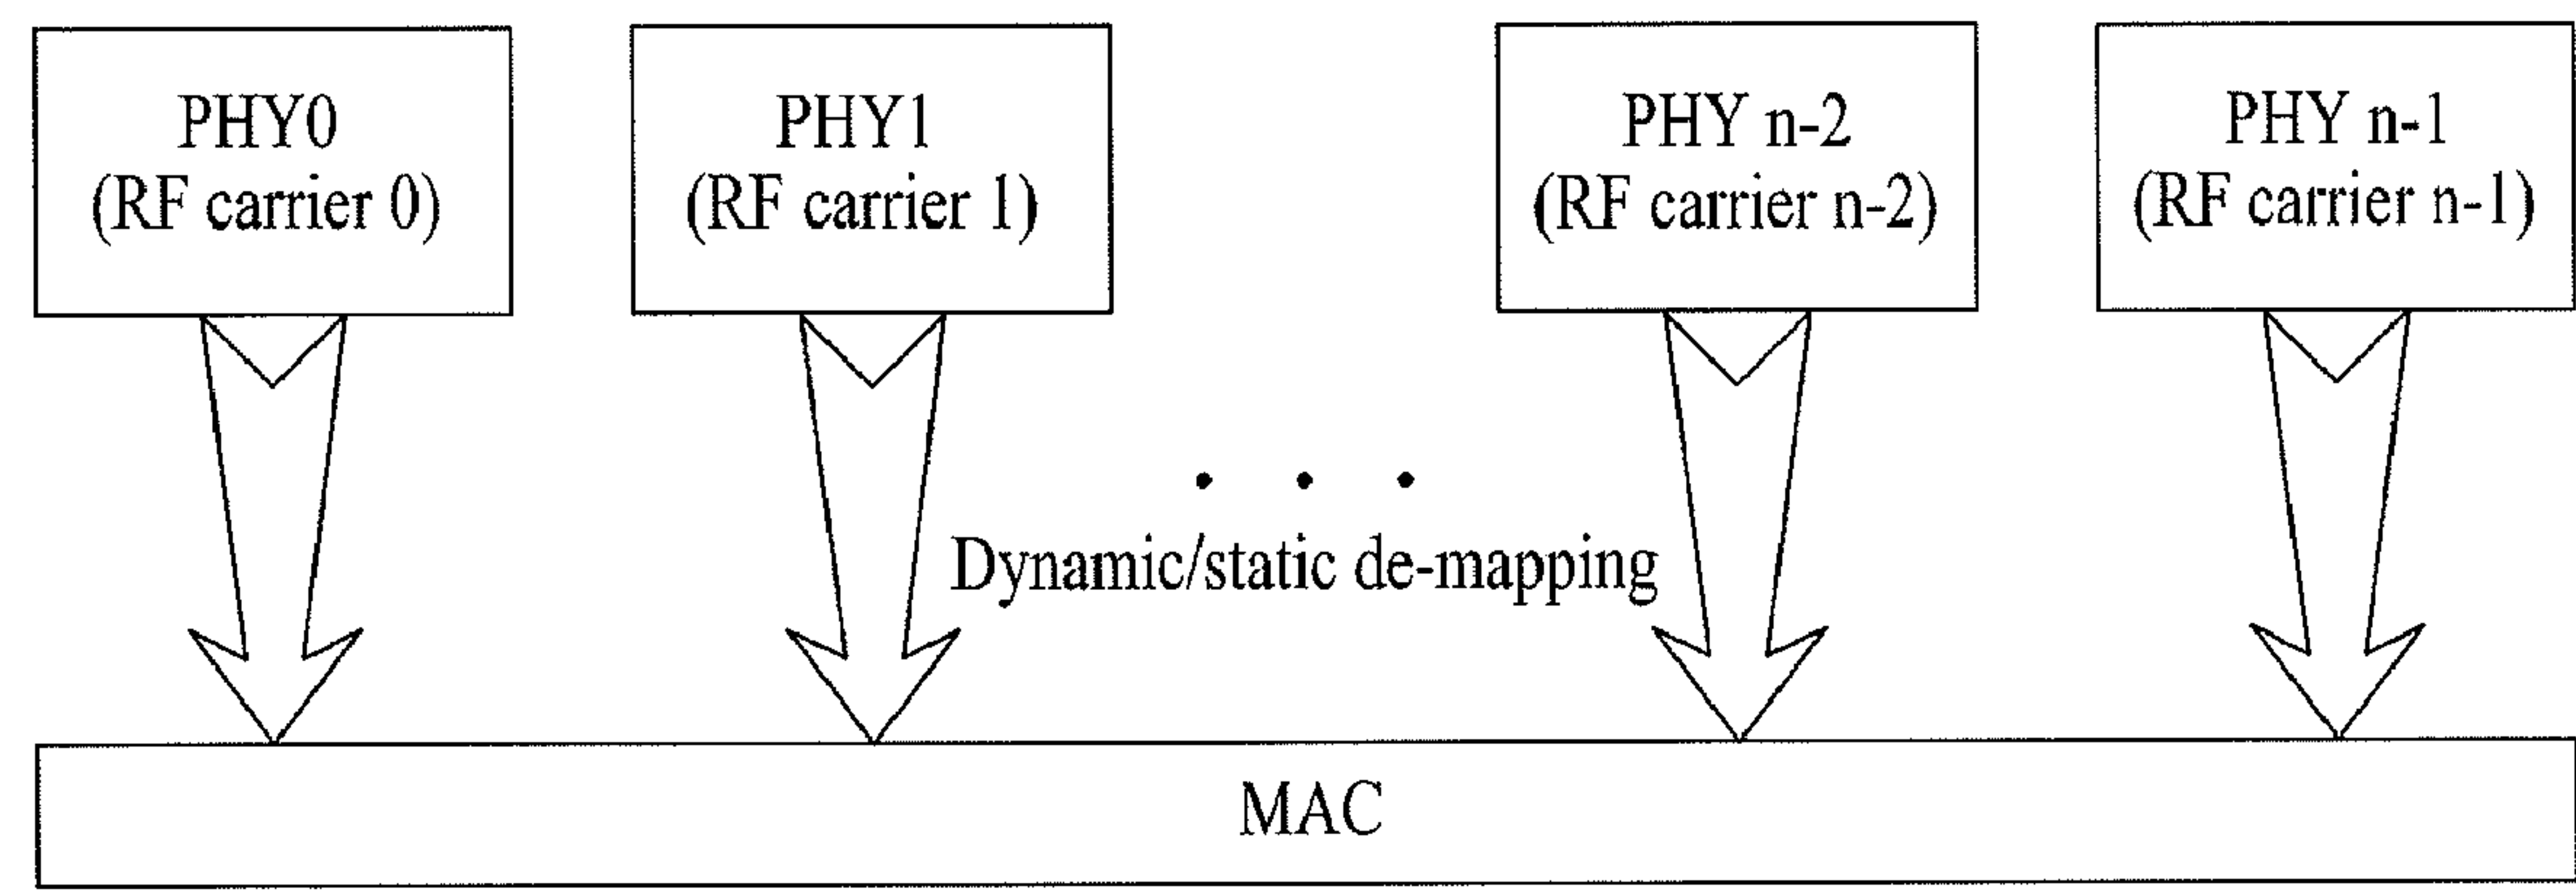 PHY0
(RF carrier 0)
PHY1
(RF carrier 1)
PHY n-2
(RF carrier n-2)
PHY n-1
(RF carrier n-1)
. . .
Dynamic/static de-mapping
MAC